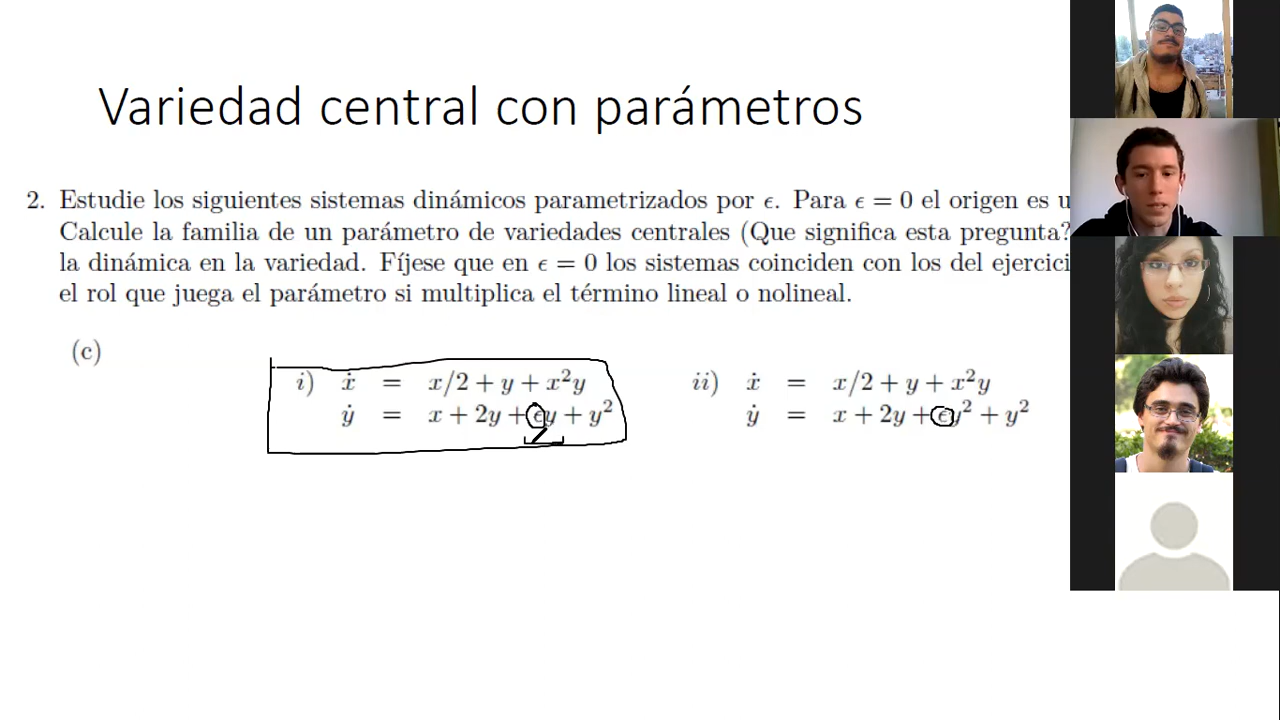 Variedad central con parámetros
2. Estudie los siguientes sistemas dinámicos parametrizados por ϵ. Para ϵ = 0 el origen es u
Calcule la familia de un parámetro de variedades centrales (Que significa esta pregunta?
la dinámica en la variedad. Fíjese que en ϵ = 0 los sistemas coinciden con los del ejercici
el rol que juega el parámetro si multiplica el término lineal o nolineal.
(c)
i) ẋ = x/2 + y + x²y
ẏ = x + 2y + ϵy + y²
ii) ẋ = x/2 + y + x²y
ẏ = x + 2y + ϵy² + y²